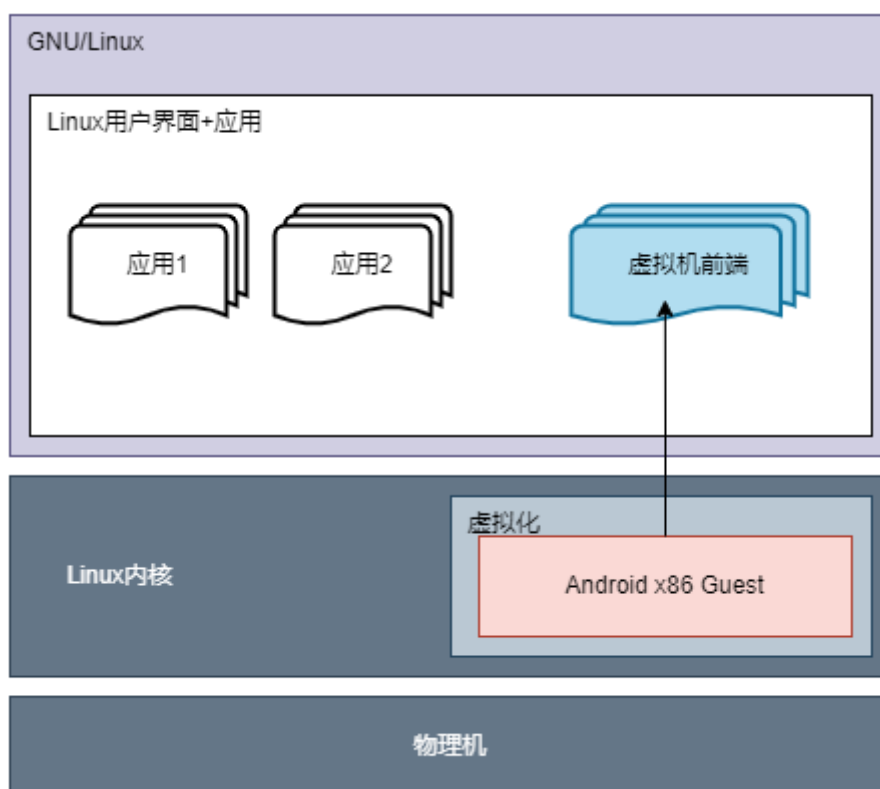 GNU/Linux
Linux用户界面+应用
应用1
应用2
虚拟机前端
虚拟化
Linux内核
Android x86 Guest
物理机